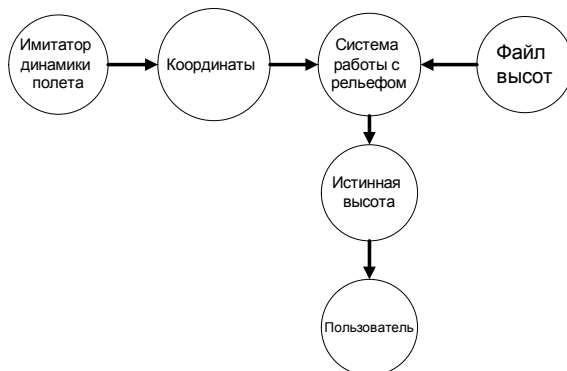 Имитатор
динамики
полета
Координаты
Система
работы с
рельефом
Файл
высот
Истинная
высота
Пользователь